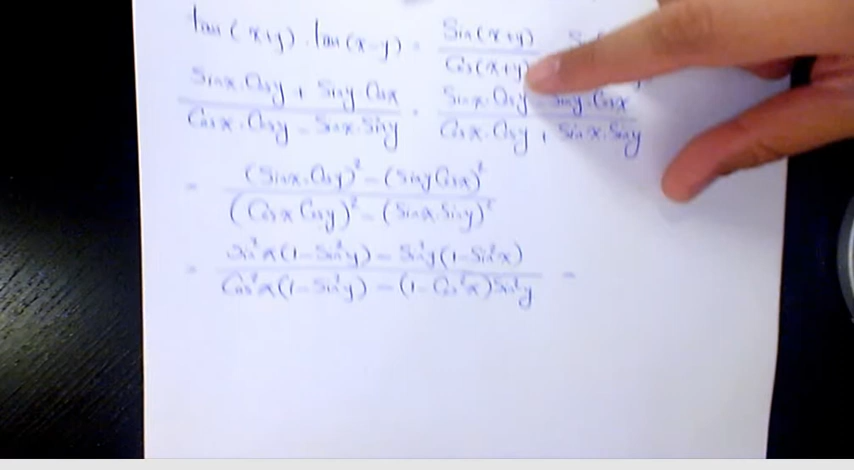 tan(x+y) . tan(x-y) = Sin(x+y) / Cos(x+y)
(Sinx.Cosy + Siny.Cosx) / (Cosx.Cosy - Sinx.Siny) . (Sinx.Cosy - Siny.Cosx) / (Cosx.Cosy + Sinx.Siny)
= ((Sinx.Cosy)² - (Siny Cosx)²) / ((Cosx Cosy)² - (Sinx.Siny)²)
= (Sin²x(1-Sin²y) - Sin²y(1-Sin²x)) / (Cos²x(1-Sin²y) - (1-Cos²x)Sin²y) =